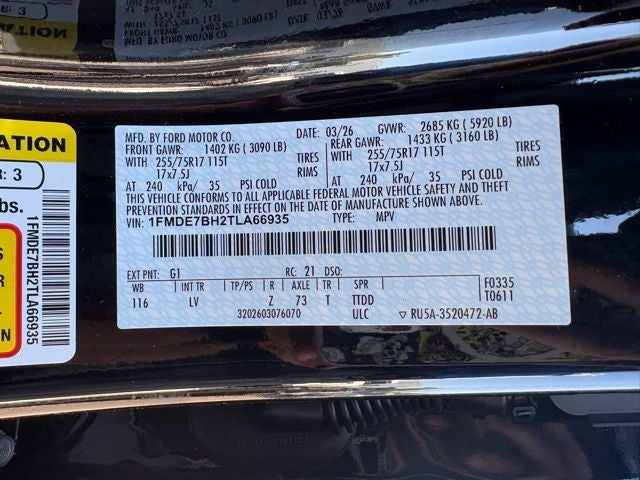 MFG. BY FORD MOTOR CO.
DATE: 03/26 GVWR: 2685 KG ( 5920 LB)
FRONT GAWR: 1402 KG ( 3090 LB)
REAR GAWR: 1433 KG ( 3160 LB)
WITH 255/75R17 115T TIRES
WITH 255/75R17 115T TIRES
17x7.5J RIMS
17x7.5J RIMS
AT 240 kPa/ 35 PSI COLD
AT 240 kPa/ 35 PSI COLD
THIS VEHICLE CONFORMS TO ALL APPLICABLE FEDERAL MOTOR VEHICLE SAFETY AND THEFT
PREVENTION STANDARDS IN EFFECT ON THE DATE OF MANUFACTURE SHOWN ABOVE.
VIN: 1FMDE7BH2TLA66935 TYPE: MPV
EXT PNT: G1 RC: 21 DSO:
WB INT TR TP/PS R AXLE TR SPR
116 LV Z 73 T TTDD
F0335
T0611
3202603076070 ULC ▽ RU5A-3520472-AB
ATION
R: 3
bs.
1FMDE7BH2TLA66935